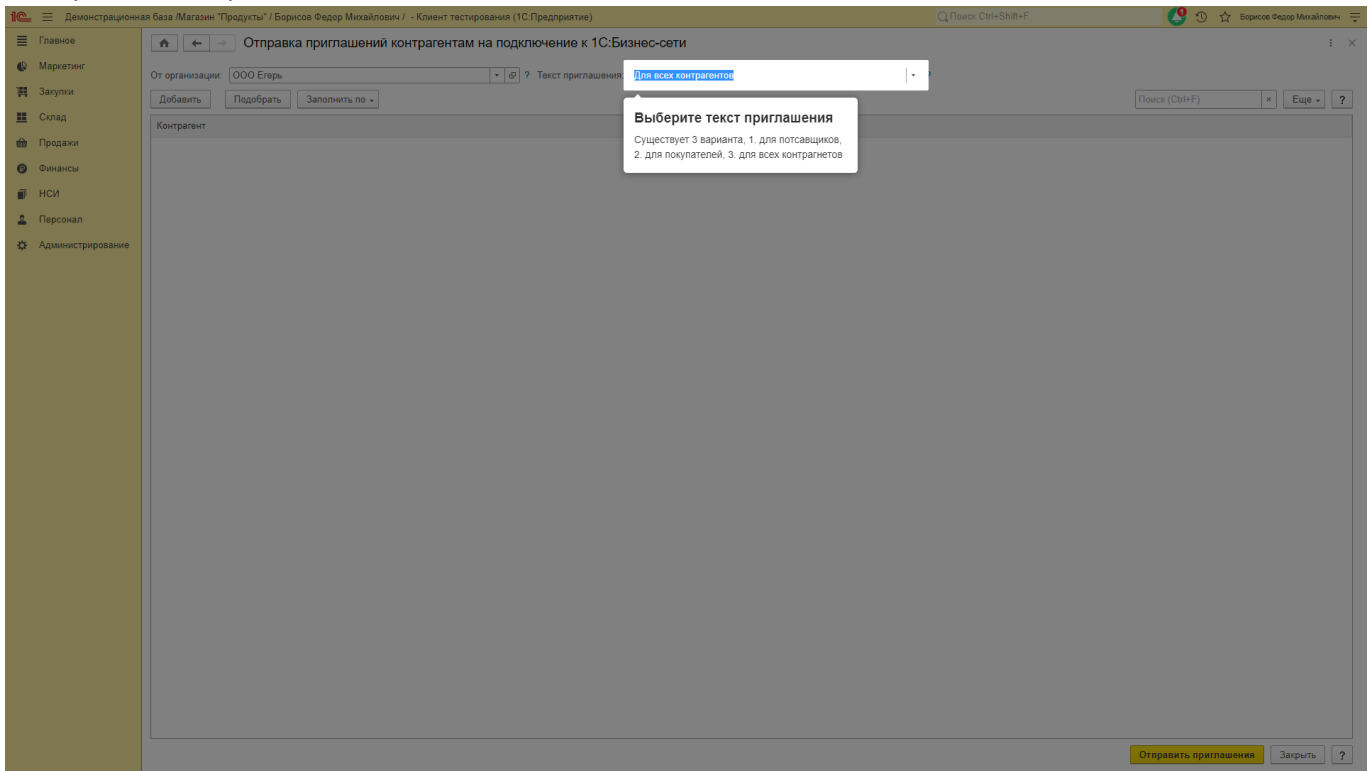 1С Демонстрационная база /Магазин "Продукты" / Борисов Федор Михайлович / - Клиент тестирования (1С:Предприятие) Поиск Ctrl+Shift+F 1 Борисов Федор Михайлович
Главное
Маркетинг
Закупки
Склад
Продажи
Финансы
НСИ
Персонал
Администрирование
Отправка приглашений контрагентам на подключение к 1С:Бизнес-сети
От организации: ООО Егерь ? Текст приглашения: Для всех контрагентов ?
Добавить Подобрать Заполнить по Поиск (Ctrl+F) × Еще ?
Контрагент
Выберите текст приглашения
Существует 3 варианта, 1. для потсавщиков,
2. для покупателей, 3. для всех контрагнетов
Отправить приглашения Закрыть ?